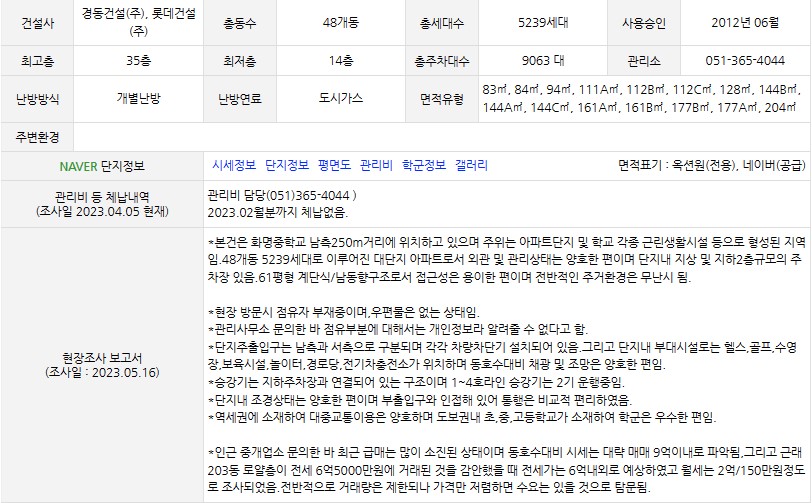 건설사 경동건설(주), 롯데건설(주) 총동수 48개동 총세대수 5239세대 사용승인 2012년 06월
최고층 35층 최저층 14층 총주차대수 9063 대 관리소 051-365-4044
난방방식 개별난방 난방연료 도시가스 면적유형 83㎡, 84㎡, 94㎡, 111A㎡, 112B㎡, 112C㎡, 128㎡, 144B㎡,
144A㎡, 144C㎡, 161A㎡, 161B㎡, 177B㎡, 177A㎡, 204㎡
주변환경
NAVER 단지정보 시세정보 단지정보 평면도 관리비 학군정보 갤러리 면적표기 : 옥션원(전용), 네이버(공급)
관리비 등 체납내역
(조사일 2023.04.05 현재)
관리비 담당(051)365-4044 )
2023.02월분까지 체납없음.
현장조사 보고서
(조사일 : 2023.05.16)
*본건은 화명중학교 남측250m거리에 위치하고 있으며 주위는 아파트단지 및 학교 각종 근린생활시설 등으로 형성된 지역
임.48개동 5239세대로 이루어진 대단지 아파트로서 외관 및 관리상태는 양호한 편이며 단지내 지상 및 지하2층규모의 주
차장 있음.61평형 계단식/남동향구조로서 접근성은 용이한 편이며 전반적인 주거환경은 무난시 됨.
*현장 방문시 점유자 부재중이며,우편물은 없는 상태임.
*관리사무소 문의한 바 점유부분에 대해서는 개인정보라 알려줄 수 없다고 함.
*단지주출입구는 남측과 서측으로 구분되며 각각 차량차단기 설치되어 있음.그리고 단지내 부대시설로는 헬스,골프,수영
장,보육시설,놀이터,경로당,전기차충전소가 위치하며 동호수대비 채광 및 조망은 양호한 편임.
*승강기는 지하주차장과 연결되어 있는 구조이며 1~4호라인 승강기는 2기 운행중임.
*단지내 조경상태는 양호한 편이며 부출입구와 인접해 있어 통행은 비교적 편리하였음.
*역세권에 소재하여 대중교통이용은 양호하며 도보권내 초,중,고등학교가 소재하여 학군은 우수한 편임.
*인근 중개업소 문의한 바 최근 급매는 많이 소진된 상태이며 동호수대비 시세는 대략 매매 9억이내로 파악됨,그리고 근래
203동 로얄층이 전세 6억5000만원에 거래된 것을 감안했을 때 전세가는 6억내외로 예상하였고 월세는 2억/150만원정도
로 조사되었음.전반적으로 거래량은 제한되나 가격만 저렴하면 수요는 있을 것으로 탐문됨.